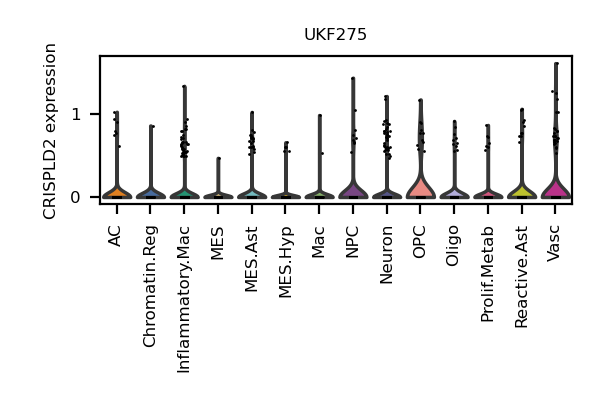 UKF275
CRISPLD2 expression
1
0
AC
Chromatin.Reg
Inflammatory.Mac
MES
MES.Ast
MES.Hyp
Mac
NPC
Neuron
OPC
Oligo
Prolif.Metab
Reactive.Ast
Vasc